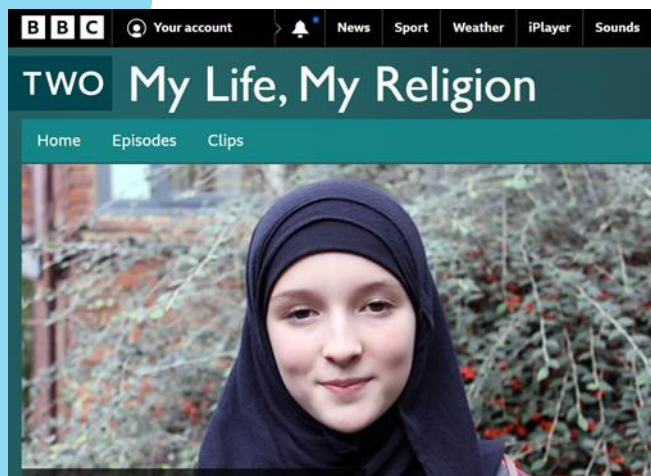 BBC Your account News Sport Weather iPlayer Sounds
TWO My Life, My Religion
Home Episodes Clips